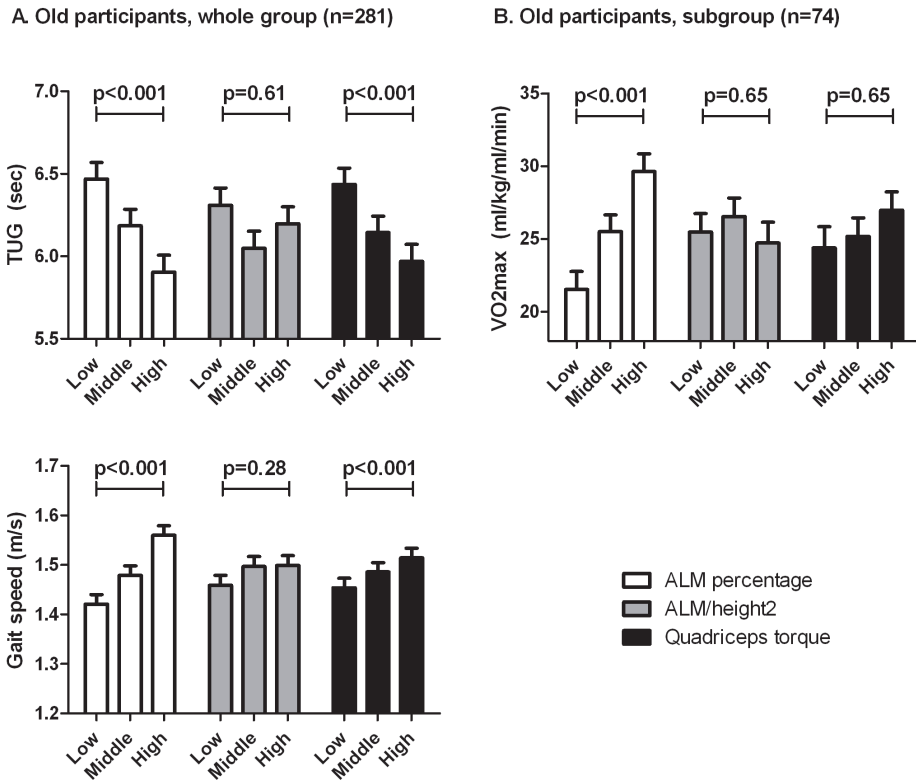 A. Old participants, whole group (n=281)
B. Old participants, subgroup (n=74)
TUG (sec)
7.0
6.5
6.0
5.5
p<0.001
p=0.61
p<0.001
Low
Middle
High
Low
Middle
High
Low
Middle
High
VO2max (ml/kg/ml/min)
35
30
25
20
p<0.001
p=0.65
p=0.65
Low
Middle
High
Low
Middle
High
Low
Middle
High
Gait speed (m/s)
1.7
1.6
1.5
1.4
1.3
1.2
p<0.001
p=0.28
p<0.001
Low
Middle
High
Low
Middle
High
Low
Middle
High
ALM percentage
ALM/height2
Quadriceps torque